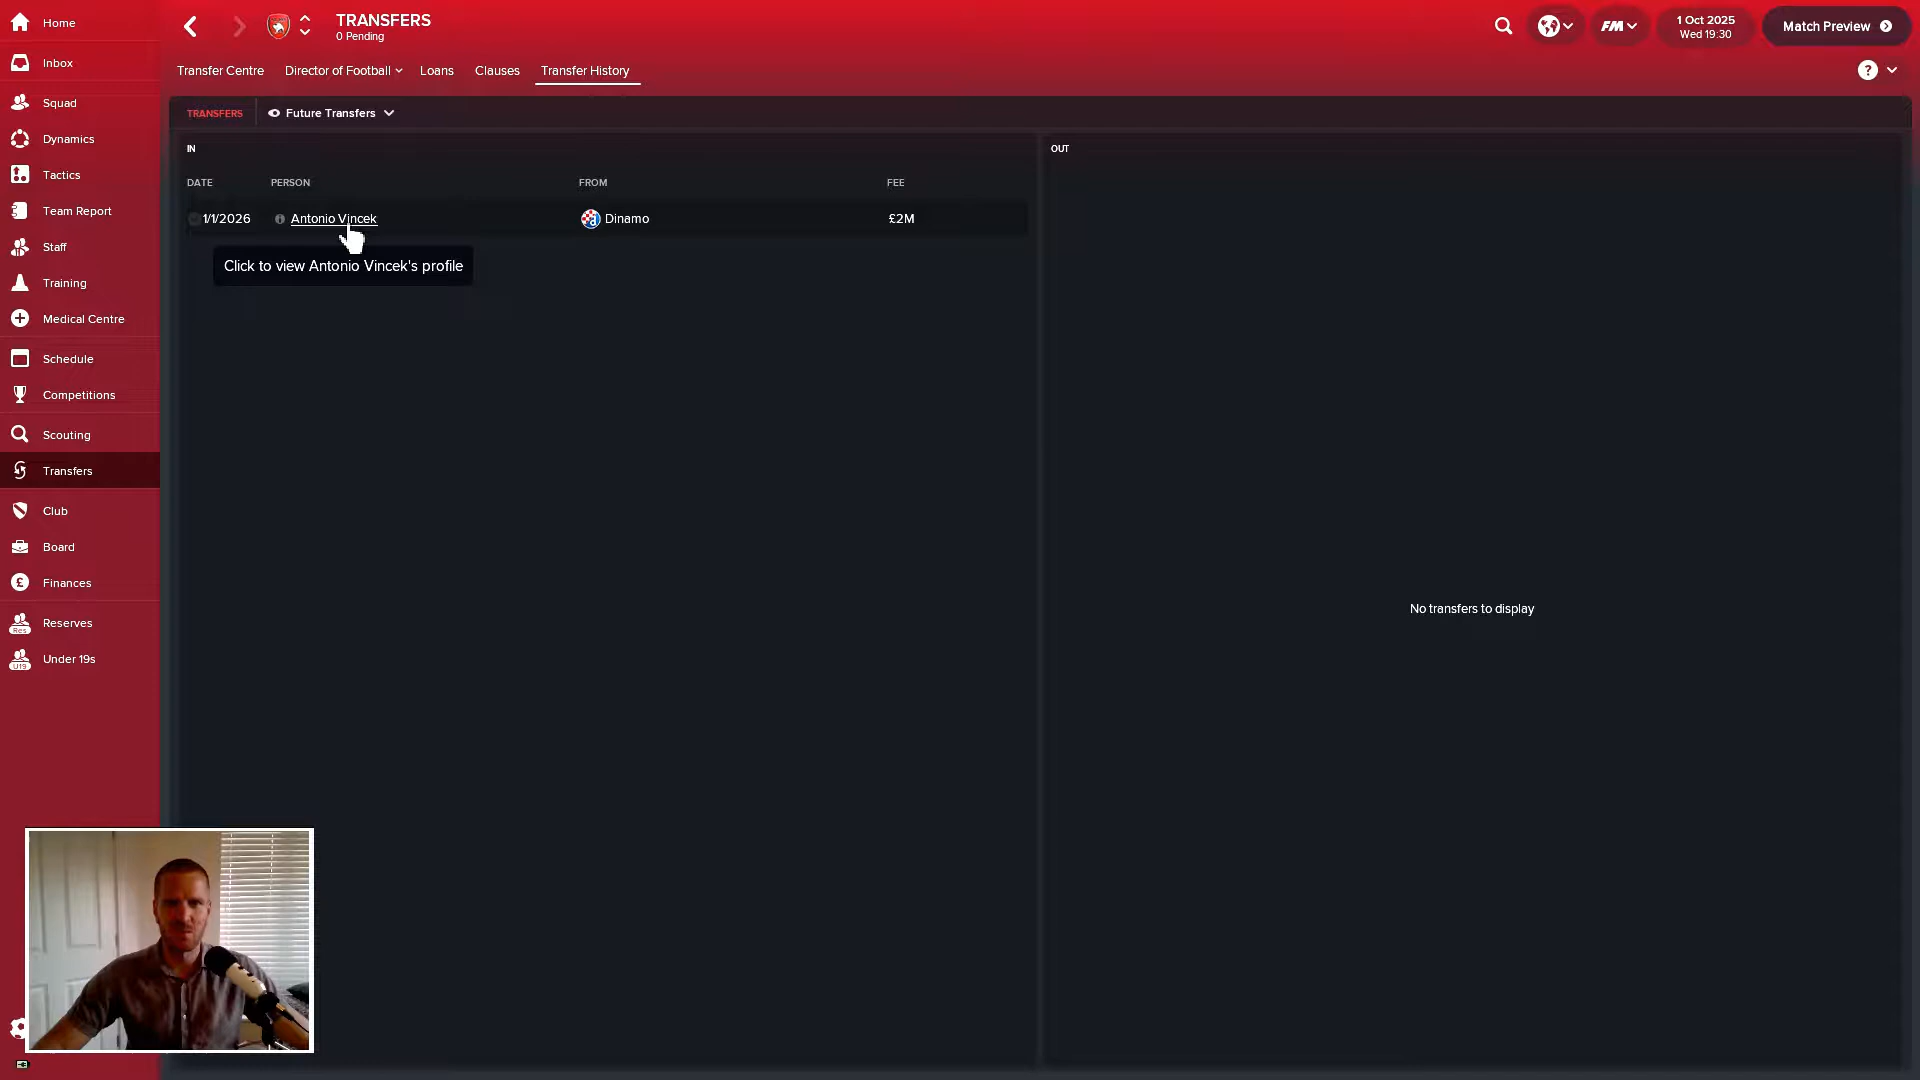 Home
Inbox
Squad
Dynamics
Tactics
Team Report
Staff
Training
Medical Centre
Schedule
Competitions
Scouting
Transfers
Club
Board
Finances
Res
Reserves
U19
Under 19s
TRANSFERS
0 Pending
FM
1 Oct 2025
Wed 19:30
Match Preview
Transfer Centre
Director of Football
Loans
Clauses
Transfer History
?
TRANSFERS
Future Transfers
IN
DATE PERSON FROM FEE
1/1/2026 Antonio Vincek Dinamo £2M
Click to view Antonio Vincek's profile
OUT
No transfers to display